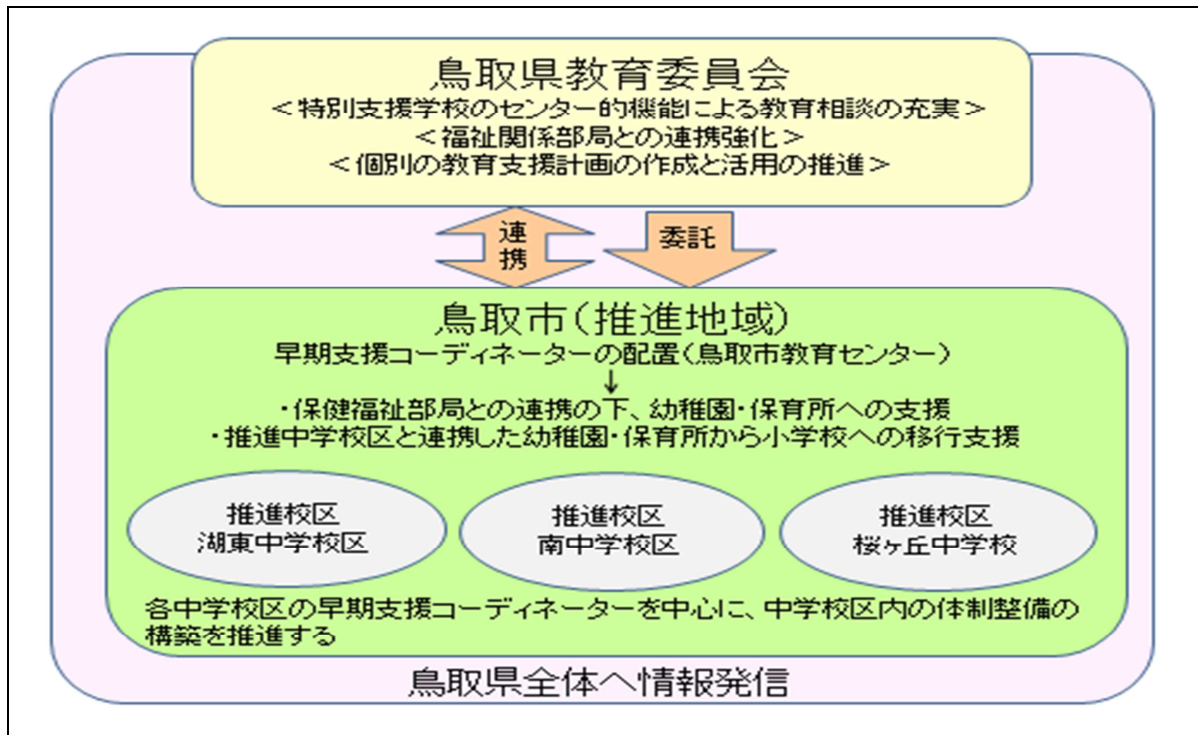 鳥取県教育委員会
＜特別支援学校のセンター的機能による教育相談の充実＞
＜福祉関係部局との連携強化＞
＜個別の教育支援計画の作成と活用の推進＞
連
携
委託
鳥取市(推進地域)
早期支援コーディネーターの配置(鳥取市教育センター)
↓
・保健福祉部局との連携の下、幼稚園・保育所への支援
・推進中学校区と連携した幼稚園・保育所から小学校への移行支援
推進校区
湖東中学校区
推進校区
南中学校区
推進校区
桜ヶ丘中学校
各中学校区の早期支援コーディネーターを中心に、中学校区内の体制整備の
構築を推進する
鳥取県全体へ情報発信